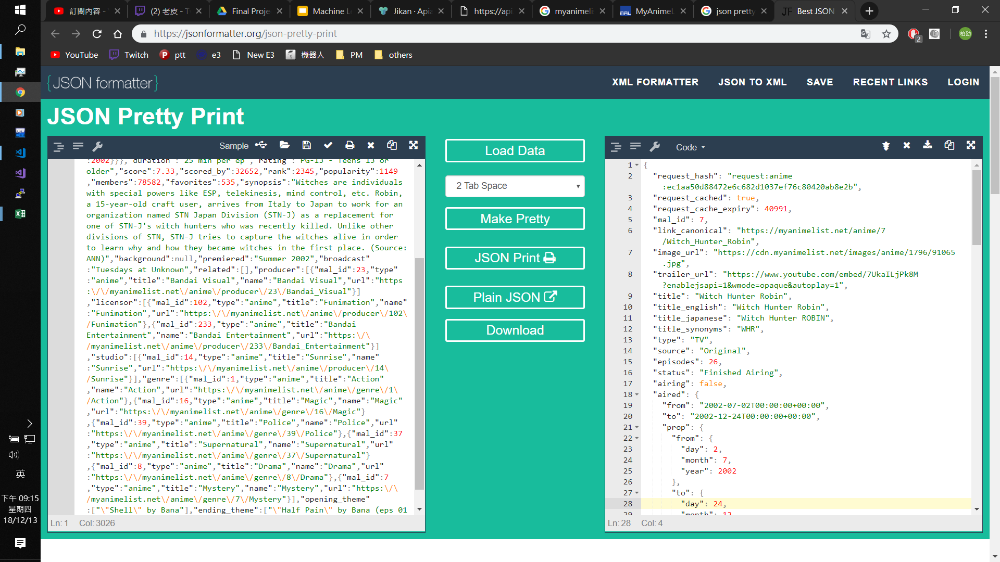 訂閱內容 -
(2) 老皮 - T
Final Proje
Machine L
Jikan · Apia
https://api
myanimeli
MyAnimeL
json pretty
Best JSON
https://jsonformatter.org/json-pretty-print
2
柏劭
YouTube
Twitch
ptt
e3
New E3
機器人
PM
others
{JSON formatter}
XML FORMATTER
JSON TO XML
SAVE
RECENT LINKS
LOGIN
JSON Pretty Print
Sample
:2002}}},"duration":"25 min per ep","rating":"PG-13 - Teens 13 or
older","score":7.33,"scored_by":32652,"rank":2345,"popularity":1149
,"members":78582,"favorites":535,"synopsis":"Witches are individuals
with special powers like ESP, telekinesis, mind control, etc. Robin,
a 15-year-old craft user, arrives from Italy to Japan to work for an
organization named STN Japan Division (STN-J) as a replacement for
one of STN-J's witch hunters who was recently killed. Unlike other
divisions of STN, STN-J tries to capture the witches alive in order
to learn why and how they became witches in the first place. (Source:
ANN)","background":null,"premiered":"Summer 2002","broadcast"
:"Tuesdays at Unknown","related":[],"producer":[{"mal_id":23,"type"
:"anime","title":"Bandai Visual","name":"Bandai Visual","url":"https
:\/\/myanimelist.net\/anime\/producer\/23\/Bandai_Visual"}]
,"licensor":[{"mal_id":102,"type":"anime","title":"Funimation","name"
:"Funimation","url":"https:\/\/myanimelist.net\/anime\/producer\/102\
/Funimation"},{"mal_id":233,"type":"anime","title":"Bandai
Entertainment","name":"Bandai Entertainment","url":"https:\/\
/myanimelist.net\/anime\/producer\/233\/Bandai_Entertainment"}]
,"studio":[{"mal_id":14,"type":"anime","title":"Sunrise","name"
:"Sunrise","url":"https:\/\/myanimelist.net\/anime\/producer\/14\
/Sunrise"}],"genre":[{"mal_id":1,"type":"anime","title":"Action"
,"name":"Action","url":"https:\/\/myanimelist.net\/anime\/genre\/1\
/Action"},{"mal_id":16,"type":"anime","title":"Magic","name":"Magic"
,"url":"https:\/\/myanimelist.net\/anime\/genre\/16\/Magic"}
,{"mal_id":39,"type":"anime","title":"Police","name":"Police","url"
:"https:\/\/myanimelist.net\/anime\/genre\/39\/Police"},{"mal_id":37
,"type":"anime","title":"Supernatural","name":"Supernatural","url"
:"https:\/\/myanimelist.net\/anime\/genre\/37\/Supernatural"}
,{"mal_id":8,"type":"anime","title":"Drama","name":"Drama","url"
:"https:\/\/myanimelist.net\/anime\/genre\/8\/Drama"},{"mal_id":7
,"type":"anime","title":"Mystery","name":"Mystery","url":"https:\/\
/myanimelist.net\/anime\/genre\/7\/Mystery"}],"opening_theme"
:["\"Shell\" by Bana"],"ending_theme":["\"Half Pain\" by Bana (eps 01
Ln: 1 Col: 3026
Load Data
2 Tab Space
Make Pretty
JSON Print
Plain JSON
Download
Code
1 {
2 "request_hash": "request:anime
:ec1aa50d88472e6c682d1037ef76c80420ab8e2b",
3 "request_cached": true,
4 "request_cache_expiry": 40991,
5 "mal_id": 7,
6 "link_canonical": "https://myanimelist.net/anime/7
/Witch_Hunter_Robin",
7 "image_url": "https://cdn.myanimelist.net/images/anime/1796/91065
.jpg",
8 "trailer_url": "https://www.youtube.com/embed/7UkaILjPk8M
?enablejsapi=1&wmode=opaque&autoplay=1",
9 "title": "Witch Hunter Robin",
10 "title_english": "Witch Hunter Robin",
11 "title_japanese": "Witch Hunter ROBIN",
12 "title_synonyms": "WHR",
13 "type": "TV",
14 "source": "Original",
15 "episodes": 26,
16 "status": "Finished Airing",
17 "airing": false,
18 "aired": {
19 "from": "2002-07-02T00:00:00+00:00",
20 "to": "2002-12-24T00:00:00+00:00",
21 "prop": {
22 "from": {
23 "day": 2,
24 "month": 7,
25 "year": 2002
26 },
27 "to": {
28 "day": 24,
29 "month": 12
Ln: 28 Col: 4
英
下午 09:15
星期四
18/12/13